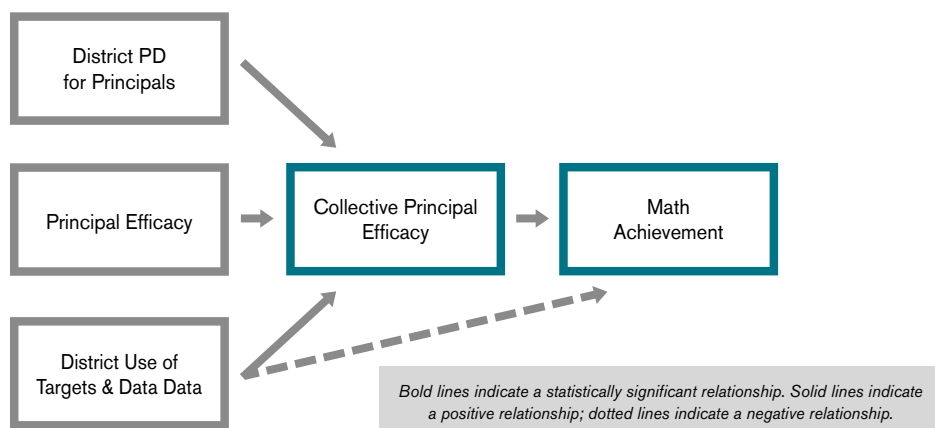 District PD
for Principals
Principal Efficacy
Collective Principal
Efficacy
Math
Achievement
District Use of
Targets & Data Data
Bold lines indicate a statistically significant relationship. Solid lines indicate
a positive relationship; dotted lines indicate a negative relationship.